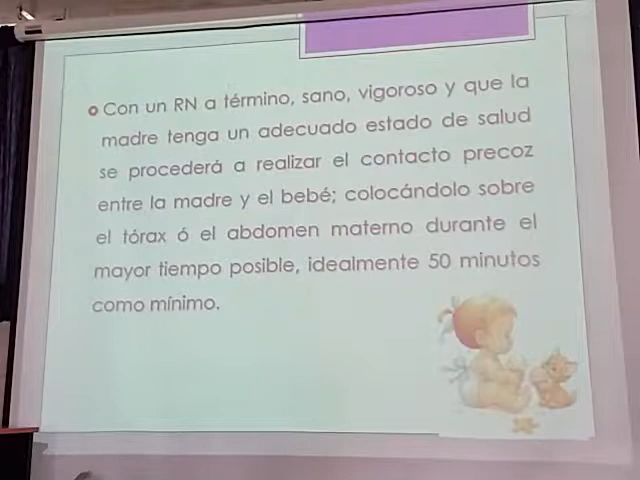 Con un RN a término, sano, vigoroso y que la
madre tenga un adecuado estado de salud
se procederá a realizar el contacto precoz
entre la madre y el bebé; colocándolo sobre
el tórax ó el abdomen materno durante el
mayor tiempo posible, idealmente 50 minutos
como mínimo.